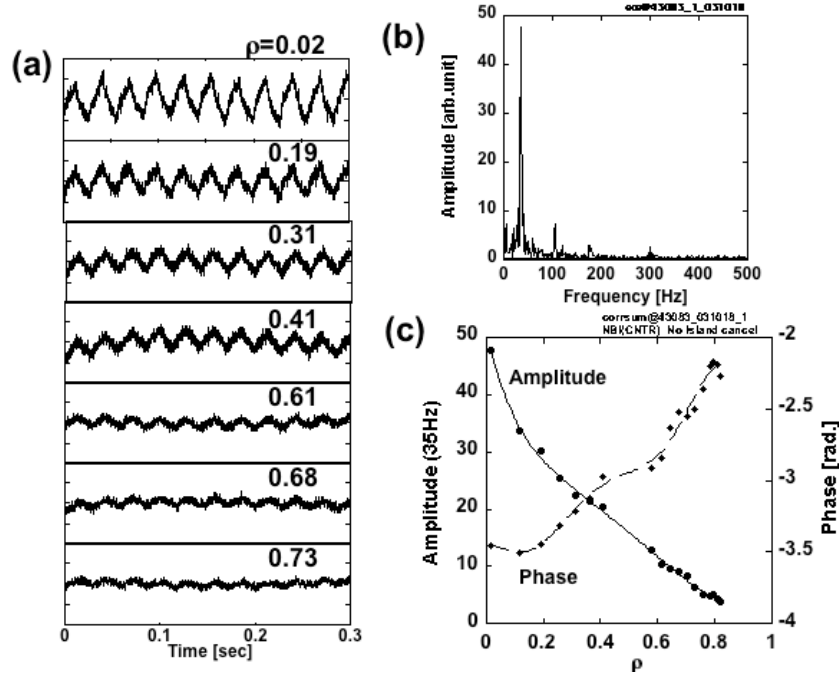 (a)
ρ=0.02
0.19
0.31
0.41
0.61
0.68
0.73
0 0.1 0.2 0.3
Time [sec]
(b)
50
40
30
20
10
0
Amplitude [arb.unit]
0 100 200 300 400 500
Frequency [Hz]
(c)
corrsum@43083_031018_1
NBI(CNTR) No Island cancel
50
40
30
20
10
0
Amplitude (35Hz)
Amplitude
Phase
-2
-2.5
-3
-3.5
-4
Phase [rad.]
0 0.2 0.4 0.6 0.8 1
ρ